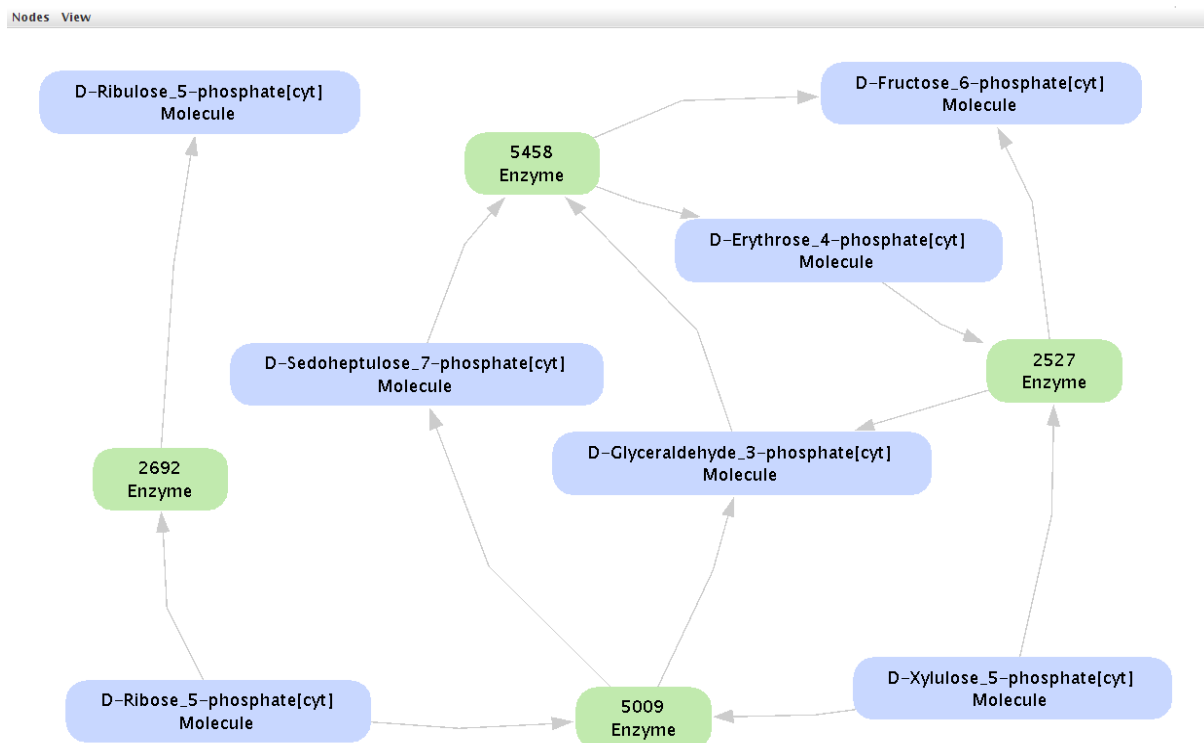 Nodes View
D-Ribulose_5-phosphate[cyt]
Molecule
D-Fructose_6-phosphate[cyt]
Molecule
5458
Enzyme
D-Erythrose_4-phosphate[cyt]
Molecule
D-Sedoheptulose_7-phosphate[cyt]
Molecule
2527
Enzyme
D-Glyceraldehyde_3-phosphate[cyt]
Molecule
2692
Enzyme
D-Ribose_5-phosphate[cyt]
Molecule
5009
Enzyme
D-Xylulose_5-phosphate[cyt]
Molecule